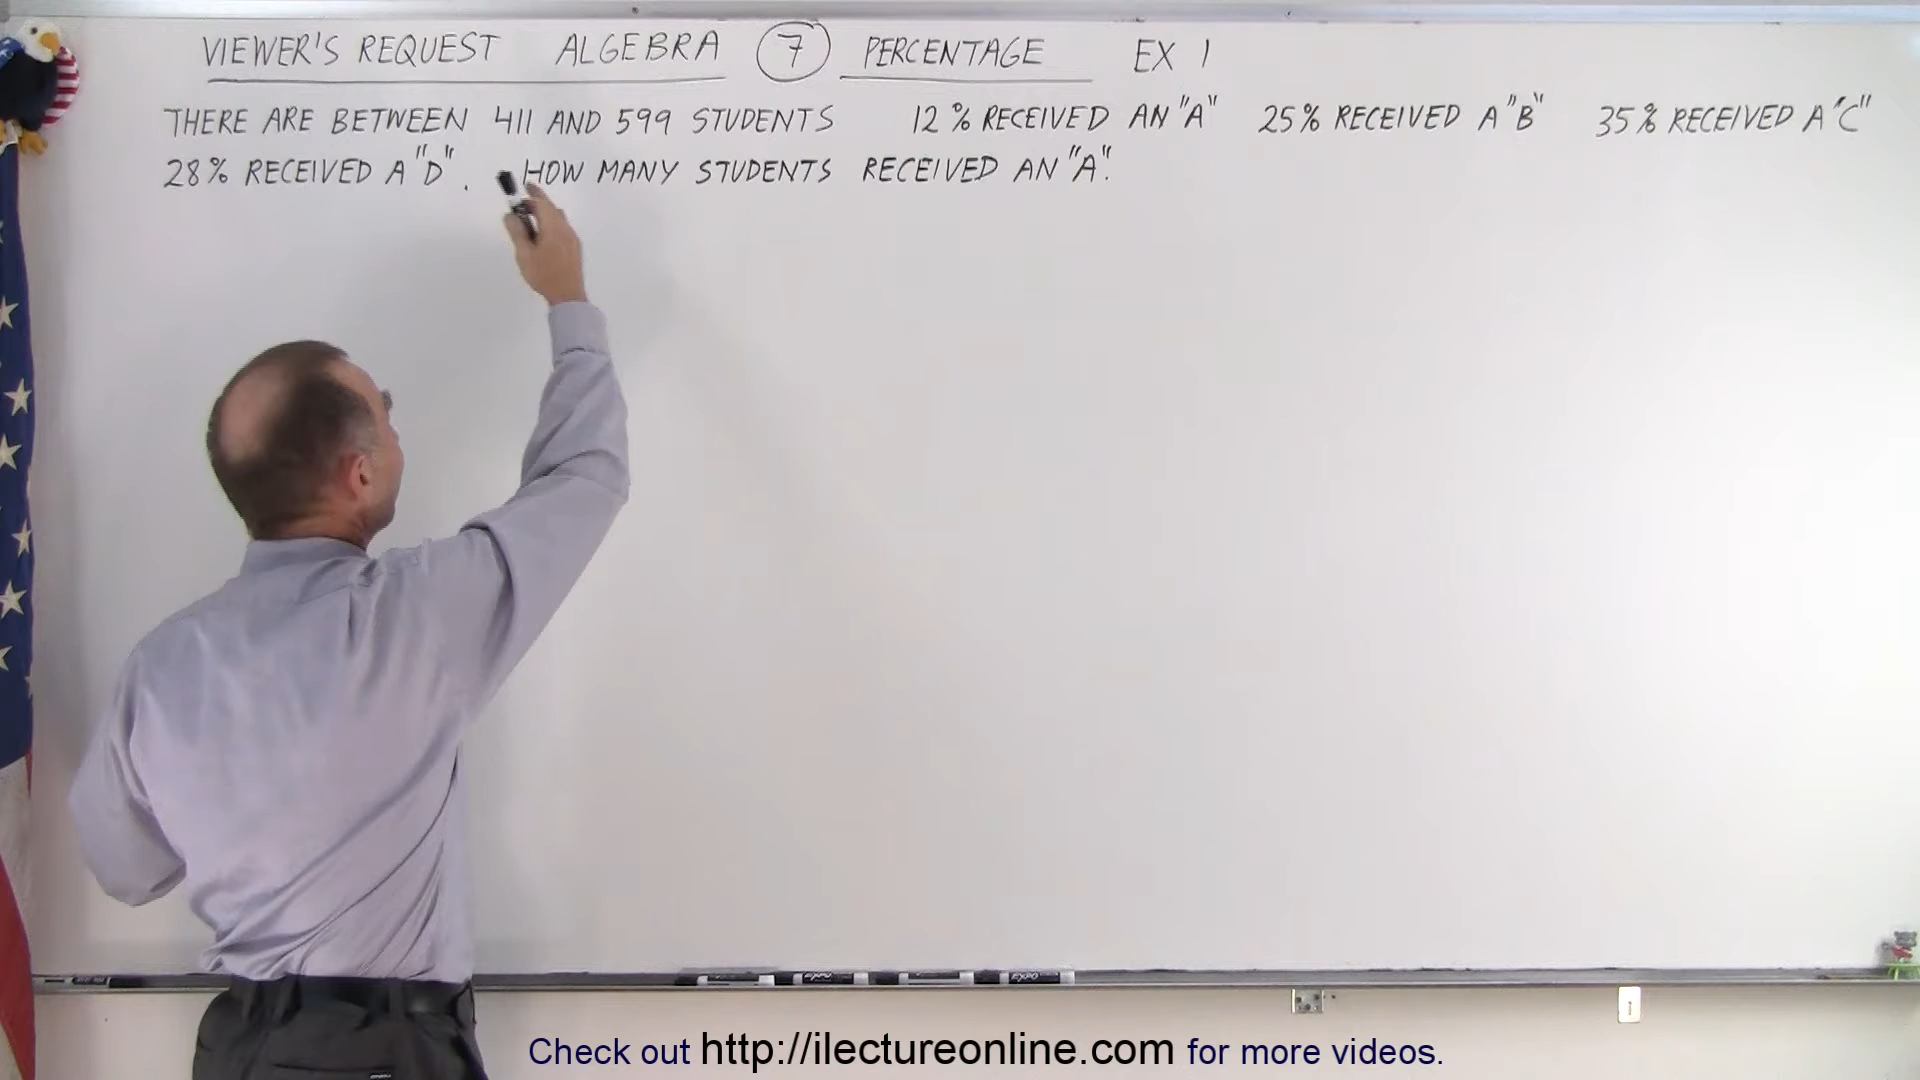 VIEWER'S REQUEST ALGEBRA 7 PERCENTAGE EX 1
THERE ARE BETWEEN 411 AND 599 STUDENTS 12% RECEIVED AN "A" 25% RECEIVED A "B" 35% RECEIVED A "C"
28% RECEIVED A "D". HOW MANY STUDENTS RECEIVED AN "A".
EXPO
Check out http://ilectureonline.com for more videos.